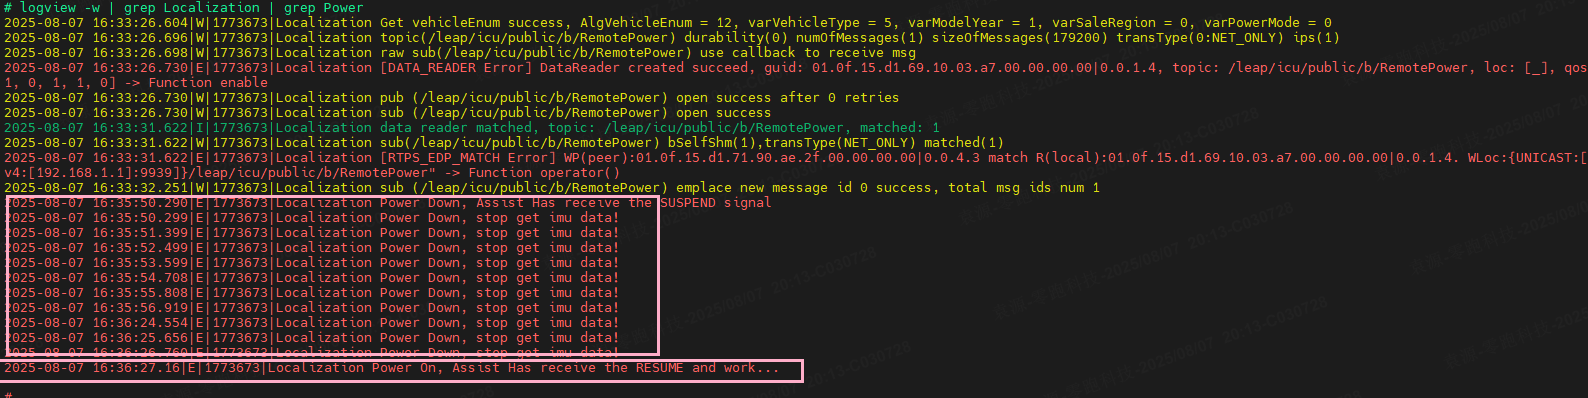 # logview -w | grep Localization | grep Power
2025-08-07 16:33:26.604|W|1773673|Localization Get vehicleEnum success, AlgVehicleEnum = 12, varVehicleType = 5, varModelYear = 1, varSaleRegion = 0, varPowerMode = 0
2025-08-07 16:33:26.696|W|1773673|Localization topic(/leap/icu/public/b/RemotePower) durability(0) numOfMessages(1) sizeOfMessages(179200) transType(0:NET_ONLY) ips(1)
2025-08-07 16:33:26.698|W|1773673|Localization raw sub(/leap/icu/public/b/RemotePower) use callback to receive msg
2025-08-07 16:33:26.730|E|1773673|Localization [DATA_READER Error] DataReader created succeed, guid: 01.0f.15.d1.69.10.03.a7.00.00.00.00|0.0.1.4, topic: /leap/icu/public/b/RemotePower, loc: [_], qos
1, 0, 1, 1, 0] -> Function enable
2025-08-07 16:33:26.730|W|1773673|Localization pub (/leap/icu/public/b/RemotePower) open success after 0 retries
2025-08-07 16:33:26.730|W|1773673|Localization sub (/leap/icu/public/b/RemotePower) open success
2025-08-07 16:33:31.622|I|1773673|Localization data reader matched, topic: /leap/icu/public/b/RemotePower, matched: 1
2025-08-07 16:33:31.622|W|1773673|Localization sub(/leap/icu/public/b/RemotePower) bSelfShm(1),transType(NET_ONLY) matched(1)
2025-08-07 16:33:31.622|E|1773673|Localization [RTPS_EDP_MATCH Error] WP(peer):01.0f.15.d1.71.90.ae.2f.00.00.00.00|0.0.4.3 match R(local):01.0f.15.d1.69.10.03.a7.00.00.00.00|0.0.1.4. WLoc:{UNICAST:[
v4:[192.168.1.1]:9939]}/leap/icu/public/b/RemotePower" -> Function operator()
2025-08-07 16:33:32.251|W|1773673|Localization sub (/leap/icu/public/b/RemotePower) emplace new message id 0 success, total msg ids num 1
2025-08-07 16:35:50.290|E|1773673|Localization Power Down, Assist Has receive the SUSPEND signal
2025-08-07 16:35:50.299|E|1773673|Localization Power Down, stop get imu data!
2025-08-07 16:35:51.399|E|1773673|Localization Power Down, stop get imu data!
2025-08-07 16:35:52.499|E|1773673|Localization Power Down, stop get imu data!
2025-08-07 16:35:53.599|E|1773673|Localization Power Down, stop get imu data!
2025-08-07 16:35:54.708|E|1773673|Localization Power Down, stop get imu data!
2025-08-07 16:35:55.808|E|1773673|Localization Power Down, stop get imu data!
2025-08-07 16:35:56.919|E|1773673|Localization Power Down, stop get imu data!
2025-08-07 16:36:24.554|E|1773673|Localization Power Down, stop get imu data!
2025-08-07 16:36:25.656|E|1773673|Localization Power Down, stop get imu data!
2025-08-07 16:36:26.760|E|1773673|Localization Power Down, stop get imu data!
2025-08-07 16:36:27.16|E|1773673|Localization Power On, Assist Has receive the RESUME and work...
#